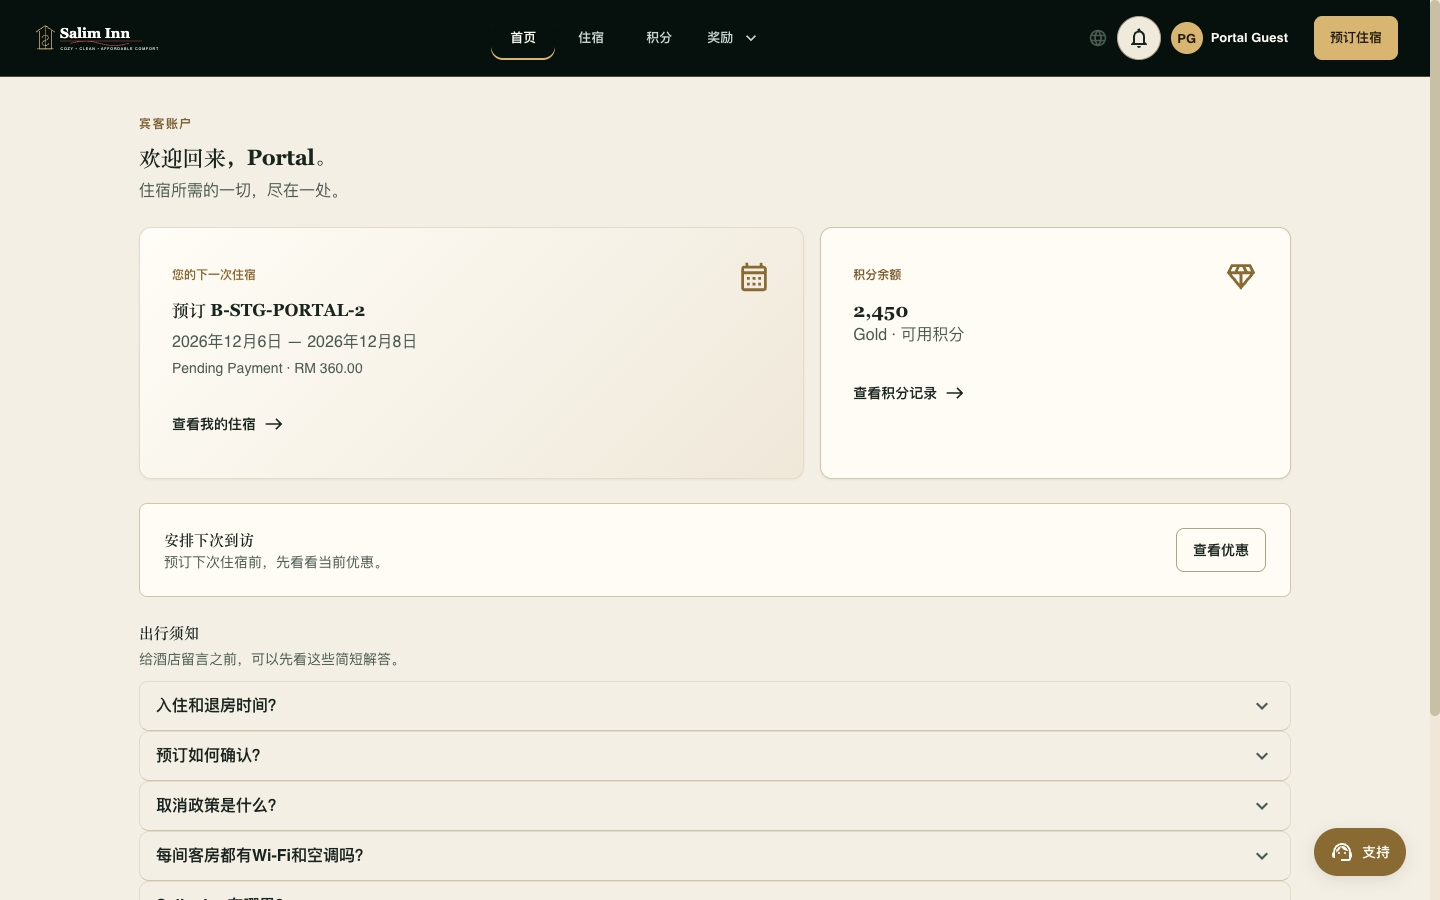 Salim Inn
COZY • CLEAN • AFFORDABLE COMFORT
首页
住宿
积分
奖励
PG
Portal Guest
预订住宿
宾客账户
欢迎回来，Portal。
住宿所需的一切，尽在一处。
您的下一次住宿
预订 B-STG-PORTAL-2
2026年12月6日 — 2026年12月8日
Pending Payment · RM 360.00
查看我的住宿
积分余额
2,450
Gold · 可用积分
查看积分记录
安排下次到访
预订下次住宿前，先看看当前优惠。
查看优惠
出行须知
给酒店留言之前，可以先看这些简短解答。
入住和退房时间？
预订如何确认？
取消政策是什么？
每间客房都有Wi-Fi和空调吗？
支持